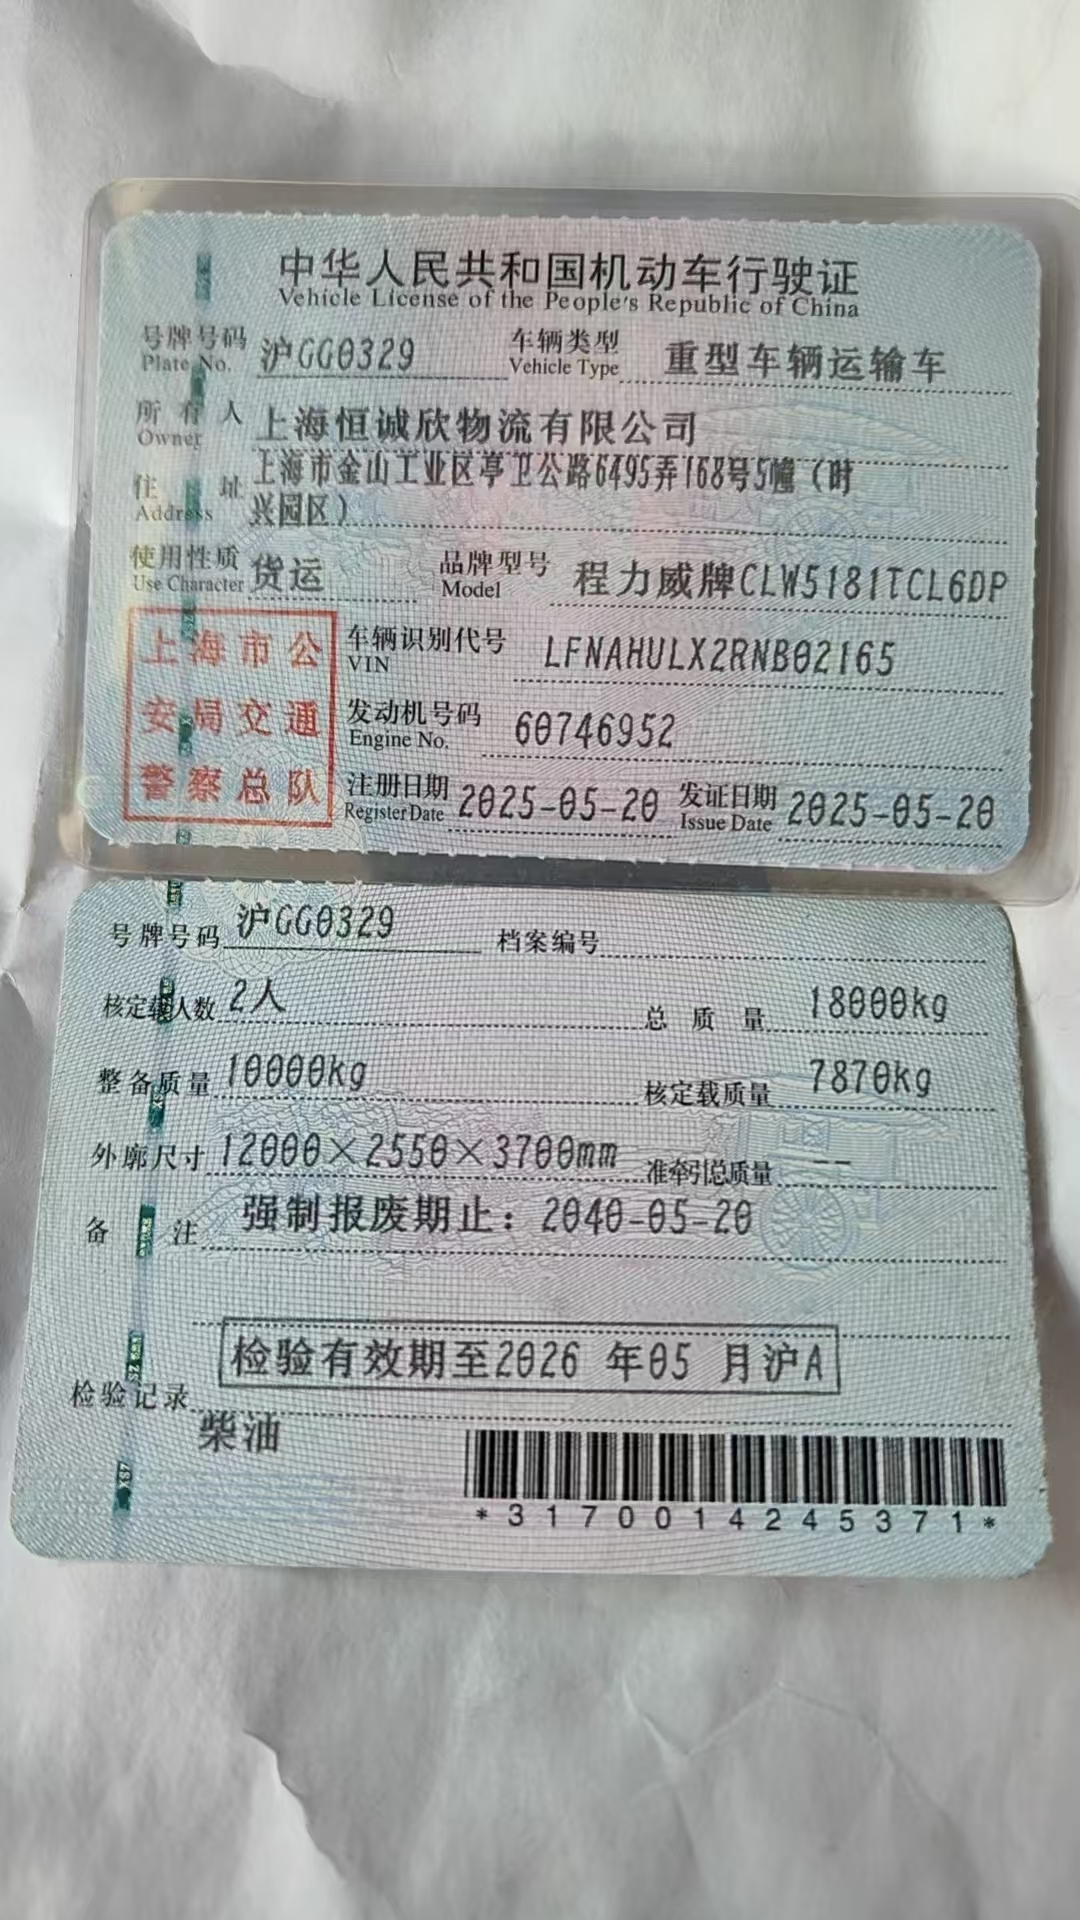 中华人民共和国机动车行驶证
Vehicle License of the People's Republic of China
号牌号码 Plate No. 沪GG0329 车辆类型 Vehicle Type 重型车辆运输车
所有人 Owner 上海恒诚欣物流有限公司
住址 Address 上海市金山工业区亭卫公路6495弄168号5幢（时
兴园区）
使用性质 Use Character 货运 品牌型号 Model 程力威牌CLW5181TCL6DP
上海市公
安局交通
警察总队
车辆识别代号 VIN LFNAHULX2RNB02165
发动机号码 Engine No. 60746952
注册日期 Register Date 2025-05-20 发证日期 Issue Date 2025-05-20
号牌号码 沪GG0329 档案编号
核定载人数 2人 总质量 18000kg
整备质量 10000kg 核定载质量 7870kg
外廓尺寸 12000×2550×3700mm 准牵引总质量 --
备注 强制报废期止：2040-05-20
检验有效期至2026 年05 月沪A
检验记录
柴油
*3170014245371*